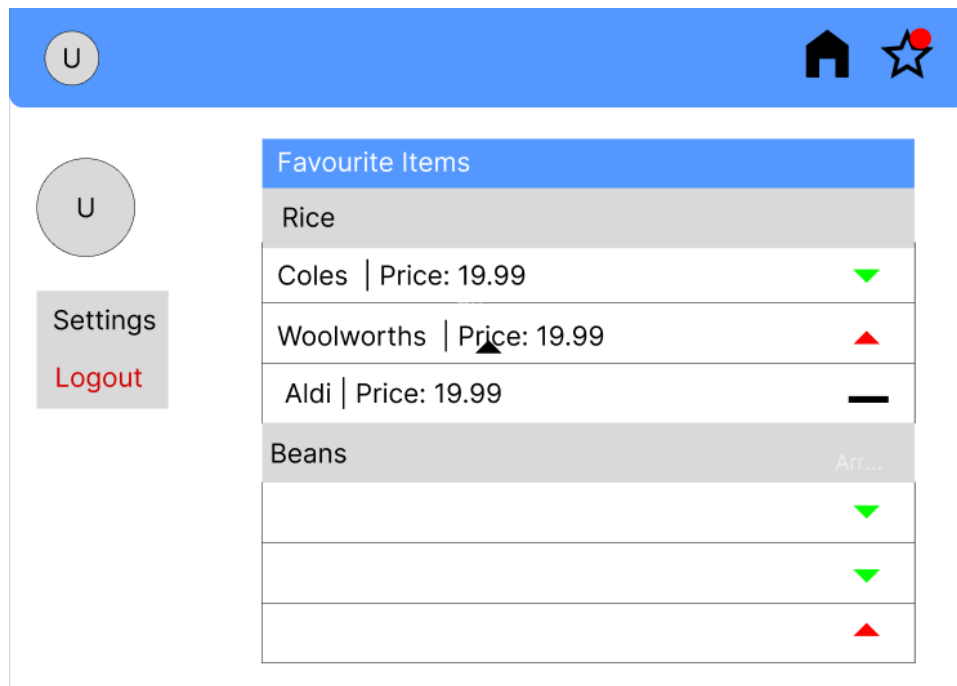 U
U
Settings
Logout
Favourite Items
Rice
Coles | Price: 19.99
Woolworths | Price: 19.99
Aldi | Price: 19.99
Beans
Arr...